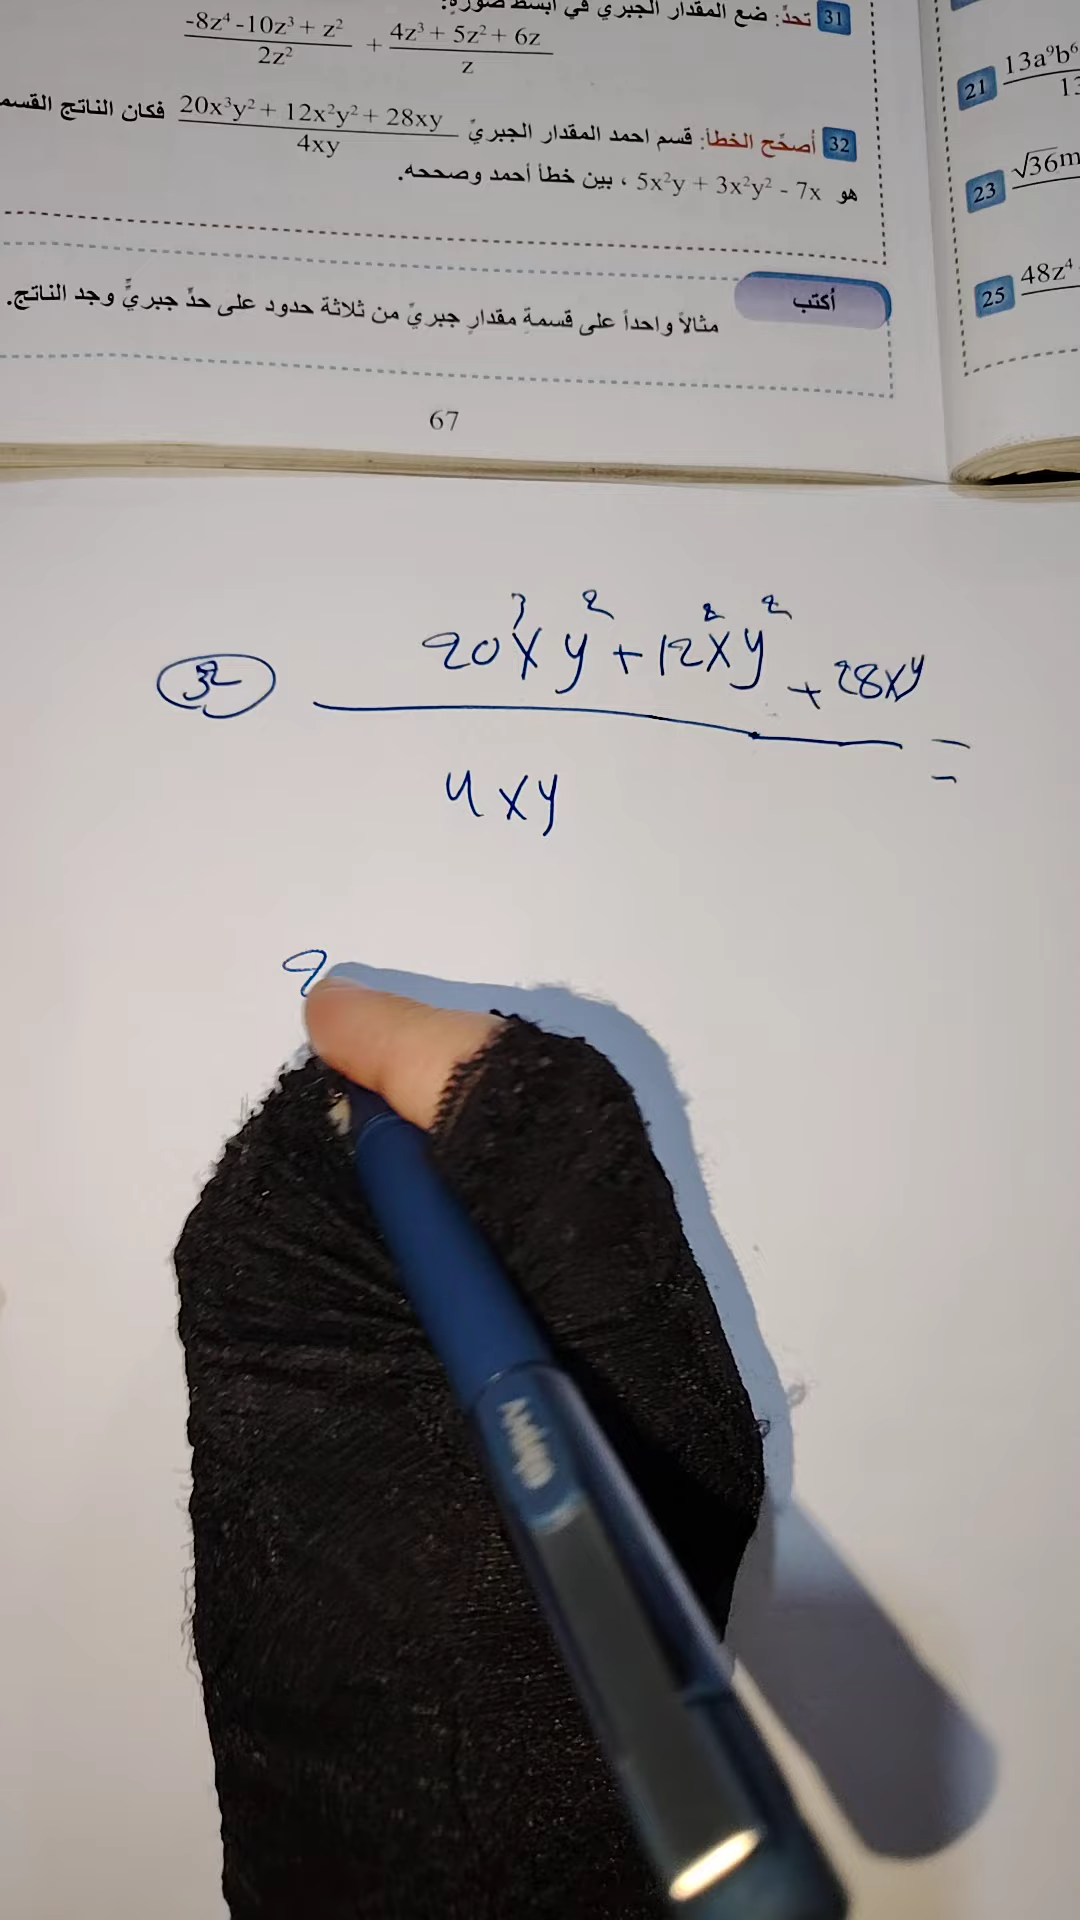 31 تحدٍّ: ضع المقدار الجبري في أبسط صورةٍ:
-8z⁴ -10z³ + z² / 2z² + 4z³ + 5z² + 6z / z
32 أُصحّح الخطأ: قسم احمد المقدار الجبريّ 20x³y² + 12x²y² + 28xy / 4xy فكان الناتج القسم
هو 5x²y + 3x²y² - 7x ، بين خطأ أحمد وصححه.
أكتب
مثالاً واحداً على قسمةِ مقدارٍ جبريّ من ثلاثة حدود على حدٍّ جبريٍّ وجد الناتج.
67
21 13a⁹b⁶ / 13
23 √36m
25 48z⁴
32 20x³y² + 12x²y² + 28xy / 4xy =